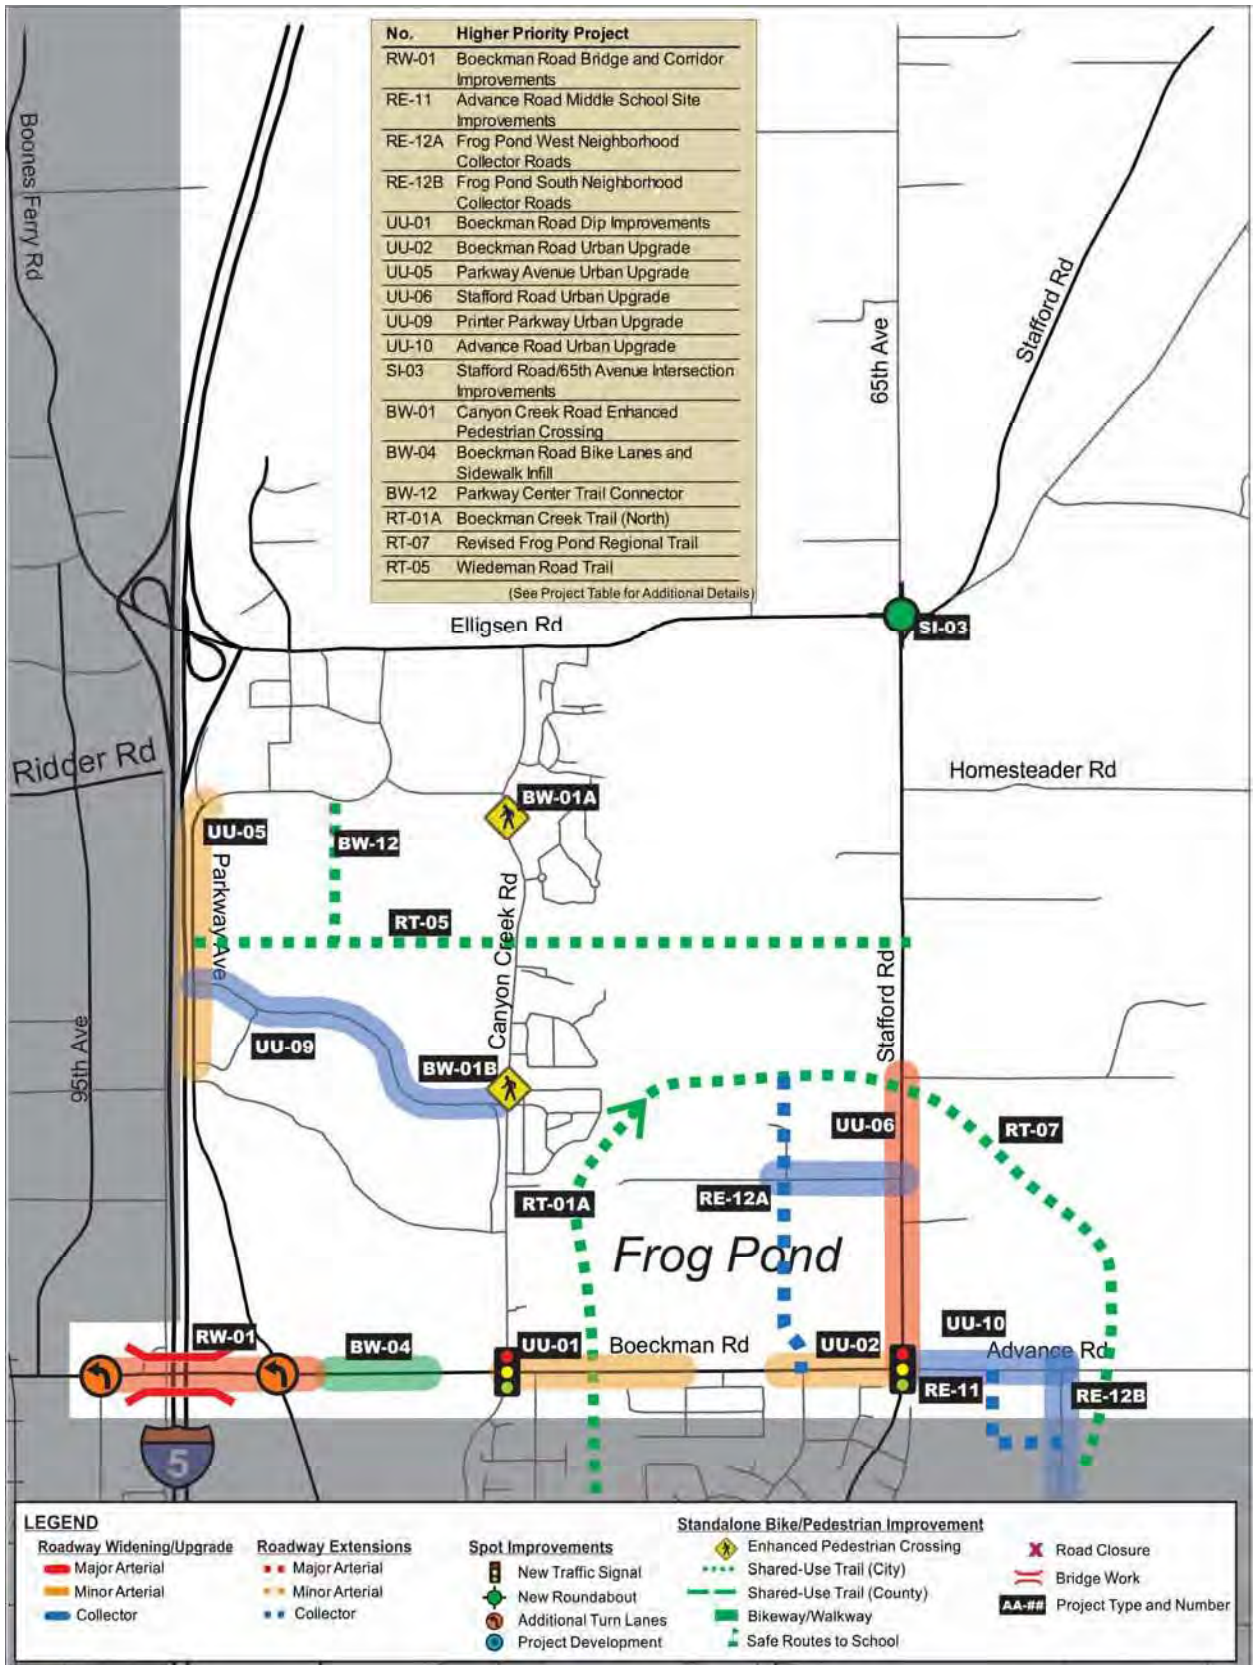 No. Higher Priority Project
RW-01 Boeckman Road Bridge and Corridor
Improvements
RE-11 Advance Road Middle School Site
Improvements
RE-12A Frog Pond West Neighborhood
Collector Roads
RE-12B Frog Pond South Neighborhood
Collector Roads
UU-01 Boeckman Road Dip Improvements
UU-02 Boeckman Road Urban Upgrade
UU-05 Parkway Avenue Urban Upgrade
UU-06 Stafford Road Urban Upgrade
UU-09 Printer Parkway Urban Upgrade
UU-10 Advance Road Urban Upgrade
SI-03 Stafford Road/65th Avenue Intersection
Improvements
BW-01 Canyon Creek Road Enhanced
Pedestrian Crossing
BW-04 Boeckman Road Bike Lanes and
Sidewalk Infill
BW-12 Parkway Center Trail Connector
RT-01A Boeckman Creek Trail (North)
RT-07 Revised Frog Pond Regional Trail
RT-05 Wiedeman Road Trail
(See Project Table for Additional Details)
Boones Ferry Rd
65th Ave
Stafford Rd
Elligsen Rd
SI-03
Ridder Rd
Homesteader Rd
BW-01A
UU-05
BW-12
Parkway Ave
RT-05
Canyon Creek Rd
Stafford Rd
95th Ave
UU-09
BW-01B
UU-06
RT-07
RE-12A
RT-01A
Frog Pond
RW-01
BW-04
UU-01
Boeckman Rd
UU-02
UU-10
Advance Rd
RE-11
RE-12B
5
LEGEND
Roadway Widening/Upgrade
Major Arterial
Minor Arterial
Collector
Roadway Extensions
Major Arterial
Minor Arterial
Collector
Spot Improvements
New Traffic Signal
New Roundabout
Additional Turn Lanes
Project Development
Standalone Bike/Pedestrian Improvement
Enhanced Pedestrian Crossing
Shared-Use Trail (City)
Shared-Use Trail (County)
Bikeway/Walkway
Safe Routes to School
Road Closure
Bridge Work
AA-## Project Type and Number